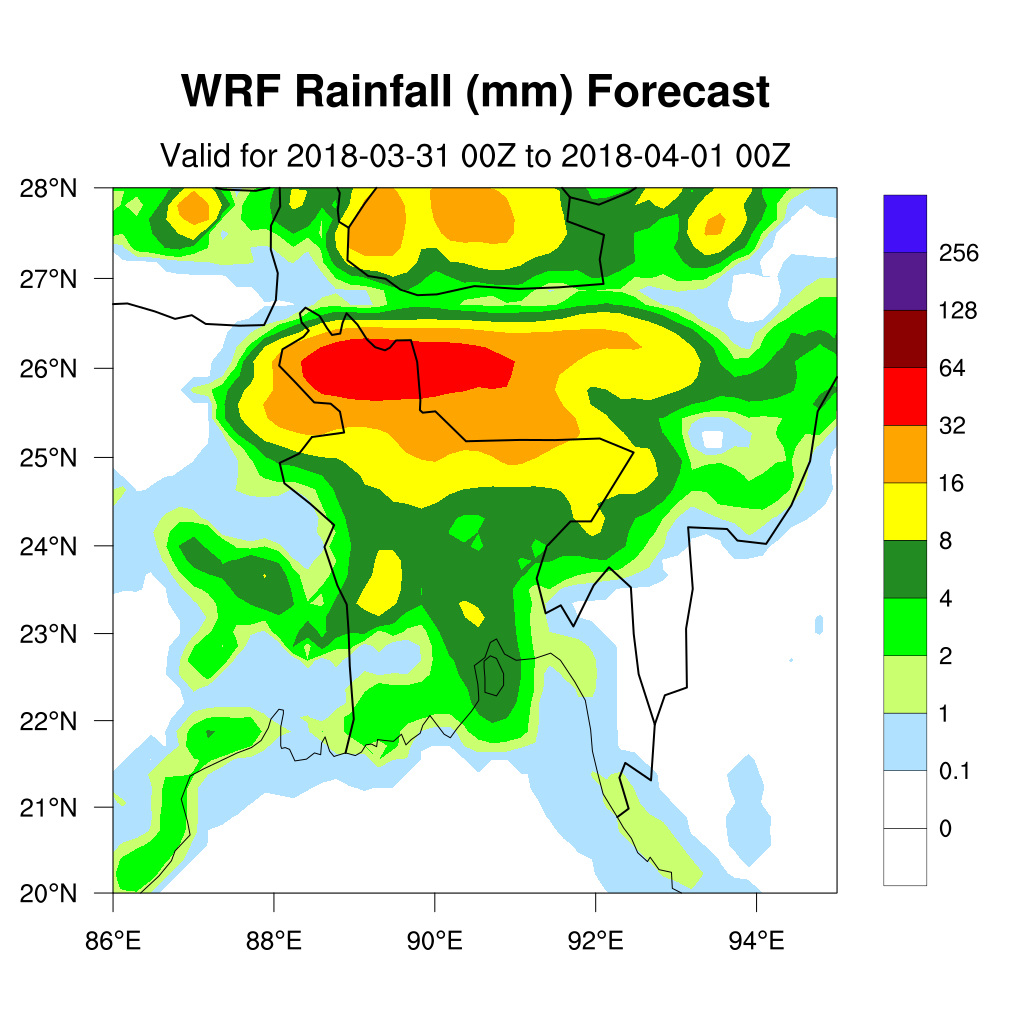 WRF Rainfall (mm) Forecast
Valid for 2018-03-31 00Z to 2018-04-01 00Z
28°N
27°N
26°N
25°N
24°N
23°N
22°N
21°N
20°N
86°E 88°E 90°E 92°E 94°E
256
128
64
32
16
8
4
2
1
0.1
0